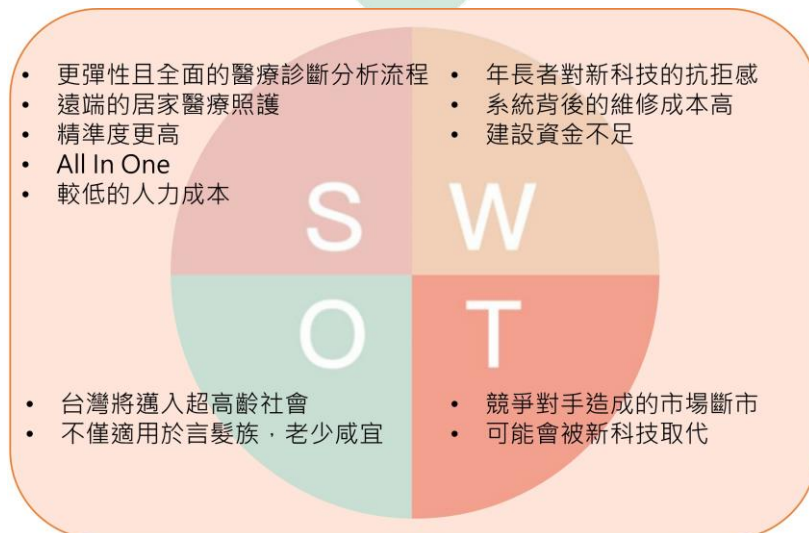 • 更彈性且全面的醫療診斷分析流程
• 遠端的居家醫療照護
• 精準度更高
• All In One
• 較低的人力成本
• 年長者對新科技的抗拒感
• 系統背後的維修成本高
• 建設資金不足
S W
O T
• 台灣將邁入超高齡社會
• 不僅適用於言髮族，老少咸宜
• 競爭對手造成的市場斷市
• 可能會被新科技取代